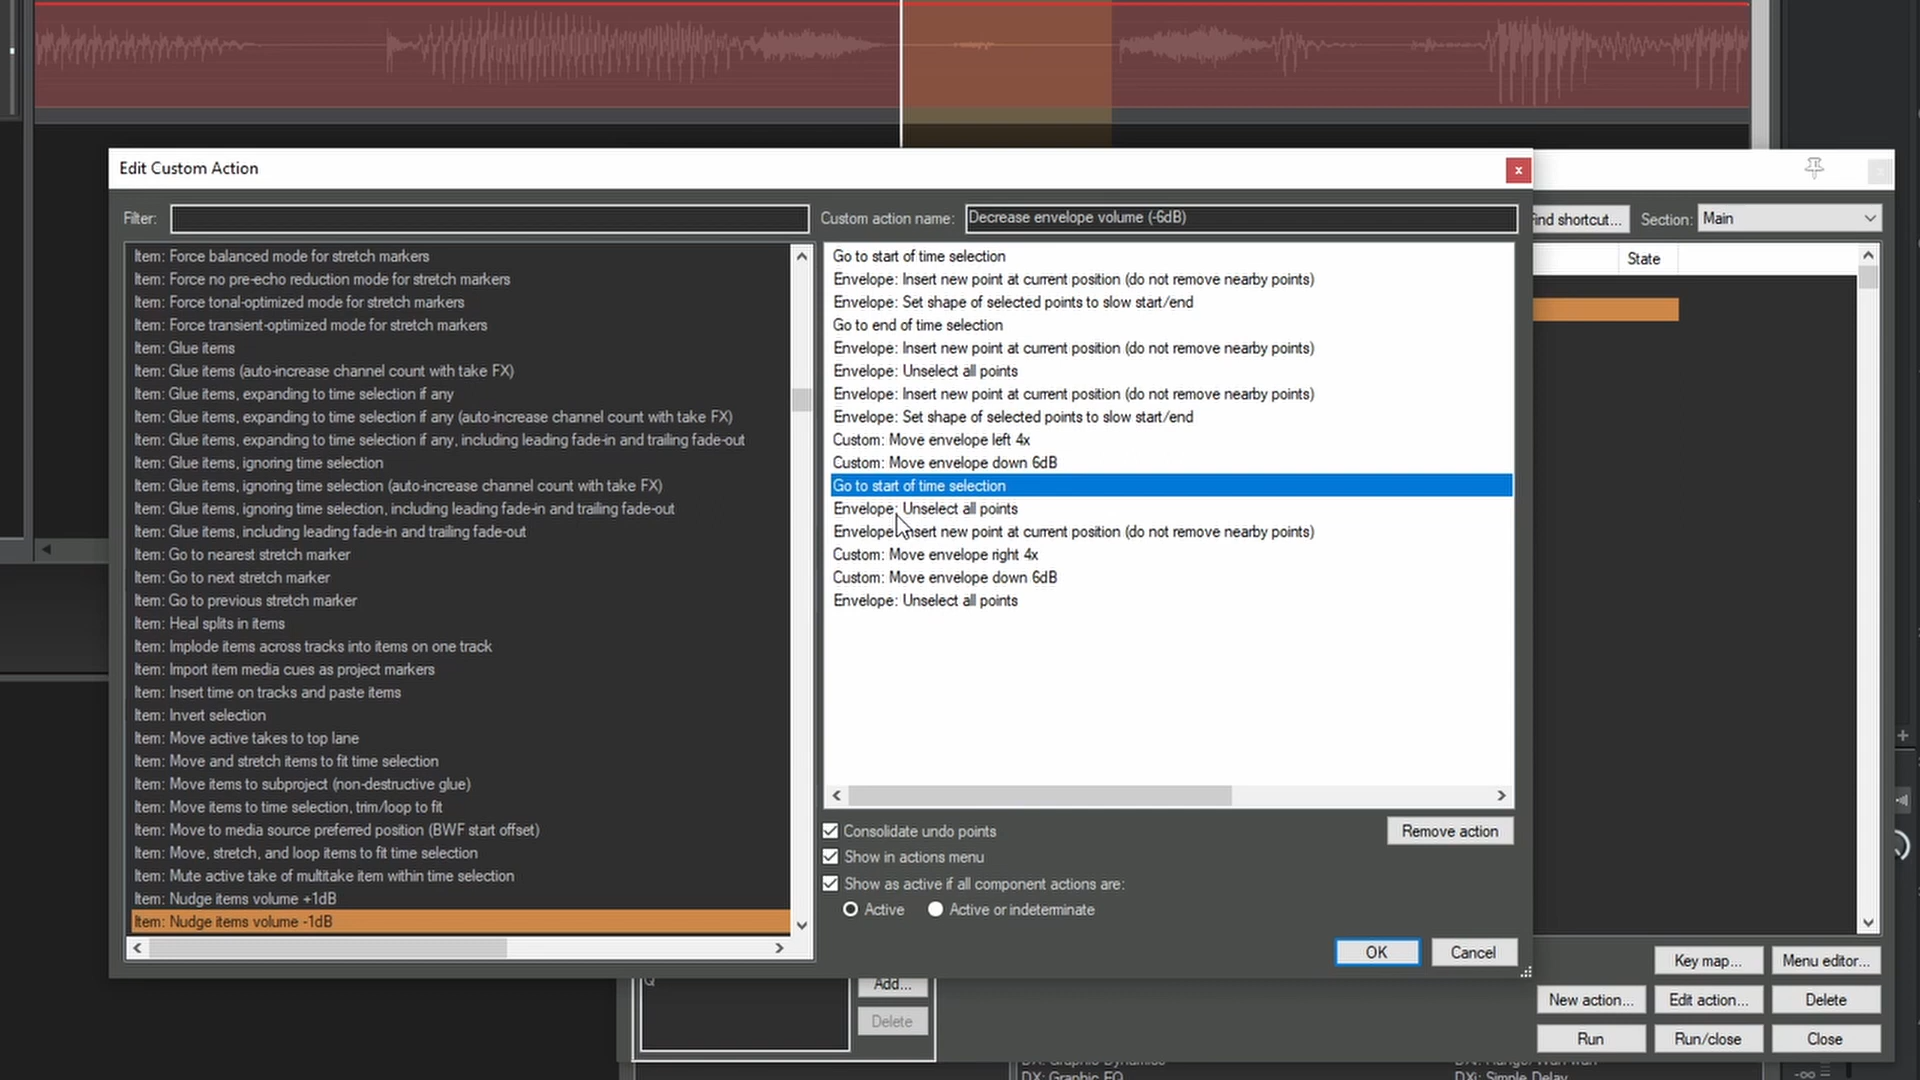 Edit Custom Action
Filter:
Custom action name: Decrease envelope volume (-6dB)
Find shortcut...
Section: Main
State
Item: Force balanced mode for stretch markers
Item: Force no pre-echo reduction mode for stretch markers
Item: Force tonal-optimized mode for stretch markers
Item: Force transient-optimized mode for stretch markers
Item: Glue items
Item: Glue items (auto-increase channel count with take FX)
Item: Glue items, expanding to time selection if any
Item: Glue items, expanding to time selection if any (auto-increase channel count with take FX)
Item: Glue items, expanding to time selection if any, including leading fade-in and trailing fade-out
Item: Glue items, ignoring time selection
Item: Glue items, ignoring time selection (auto-increase channel count with take FX)
Item: Glue items, ignoring time selection, including leading fade-in and trailing fade-out
Item: Glue items, including leading fade-in and trailing fade-out
Item: Go to nearest stretch marker
Item: Go to next stretch marker
Item: Go to previous stretch marker
Item: Heal splits in items
Item: Implode items across tracks into items on one track
Item: Import item media cues as project markers
Item: Insert time on tracks and paste items
Item: Invert selection
Item: Move active takes to top lane
Item: Move and stretch items to fit time selection
Item: Move items to subproject (non-destructive glue)
Item: Move items to time selection, trim/loop to fit
Item: Move to media source preferred position (BWF start offset)
Item: Move, stretch, and loop items to fit time selection
Item: Mute active take of multitake item within time selection
Item: Nudge items volume +1dB
Item: Nudge items volume -1dB
Go to start of time selection
Envelope: Insert new point at current position (do not remove nearby points)
Envelope: Set shape of selected points to slow start/end
Go to end of time selection
Envelope: Insert new point at current position (do not remove nearby points)
Envelope: Unselect all points
Envelope: Insert new point at current position (do not remove nearby points)
Envelope: Set shape of selected points to slow start/end
Custom: Move envelope left 4x
Custom: Move envelope down 6dB
Go to start of time selection
Envelope: Unselect all points
Envelope: Insert new point at current position (do not remove nearby points)
Custom: Move envelope right 4x
Custom: Move envelope down 6dB
Envelope: Unselect all points
Consolidate undo points
Remove action
Show in actions menu
Show as active if all component actions are:
Active
Active or indeterminate
OK
Cancel
Add...
Delete
Key map...
Menu editor...
New action...
Edit action...
Delete
Run
Run/close
Close
DX: Graphic Dynamics
DX: Graphic EQ
DXi: Simple Delay
-oo